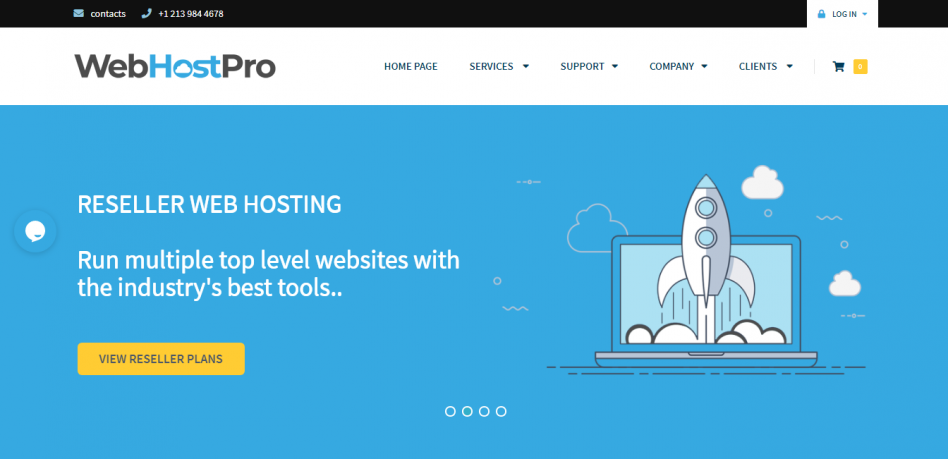 contacts +1 213 984 4678 LOG IN
WebHostPro HOME PAGE SERVICES SUPPORT COMPANY CLIENTS 0
RESELLER WEB HOSTING
Run multiple top level websites with
the industry's best tools..
VIEW RESELLER PLANS